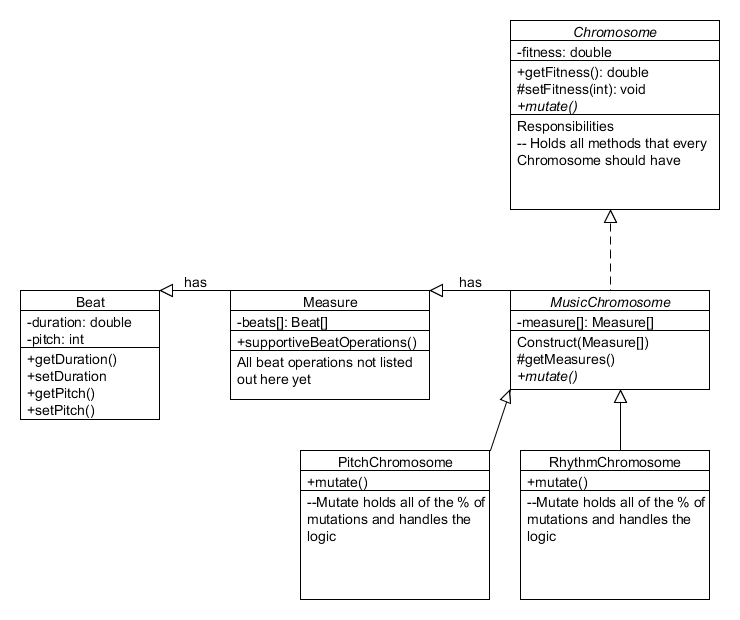 Chromosome
-fitness: double
+getFitness(): double
#setFitness(int): void
+mutate()
Responsibilities
-- Holds all methods that every
Chromosome should have
has
has
Beat
-duration: double
-pitch: int
+getDuration()
+setDuration
+getPitch()
+setPitch()
Measure
-beats[]: Beat[]
+supportiveBeatOperations()
All beat operations not listed
out here yet
MusicChromosome
-measure[]: Measure[]
Construct(Measure[])
#getMeasures()
+mutate()
PitchChromosome
+mutate()
--Mutate holds all of the % of
mutations and handles the
logic
RhythmChromosome
+mutate()
--Mutate holds all of the % of
mutations and handles the
logic